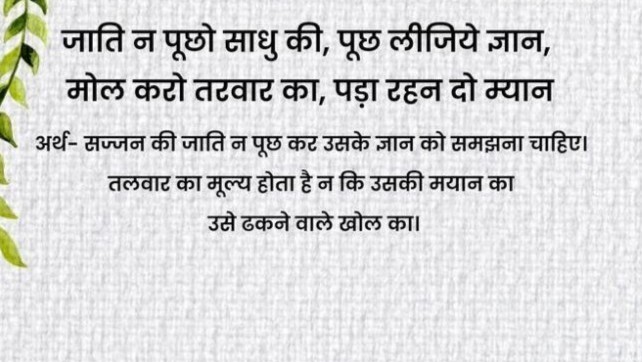 जाति न पूछो साधु की, पूछ लीजिये ज्ञान,
मोल करो तरवार का, पड़ा रहन दो म्यान
अर्थ- सज्जन की जाति न पूछ कर उसके ज्ञान को समझना चाहिए।
तलवार का मूल्य होता है न कि उसकी मयान का
उसे ढकने वाले खोल का।